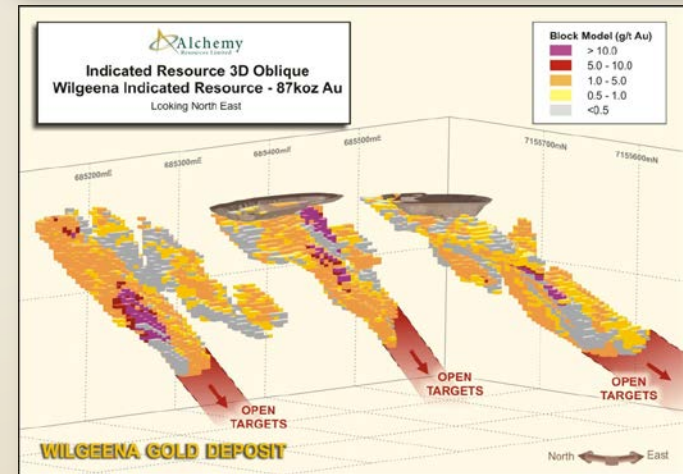 Alchemy
Resources Limited
Indicated Resource 3D Oblique
Wilgeena Indicated Resource - 87koz Au
Looking North East
Block Model (g/t Au)
> 10.0
5.0 - 10.0
1.0 - 5.0
0.5 - 1.0
<0.5
685200mE
685300mE
685400mE
685500mE
7155700mN
7155600mN
OPEN
TARGETS
OPEN
TARGETS
OPEN
TARGETS
WILGEENA GOLD DEPOSIT
North
East